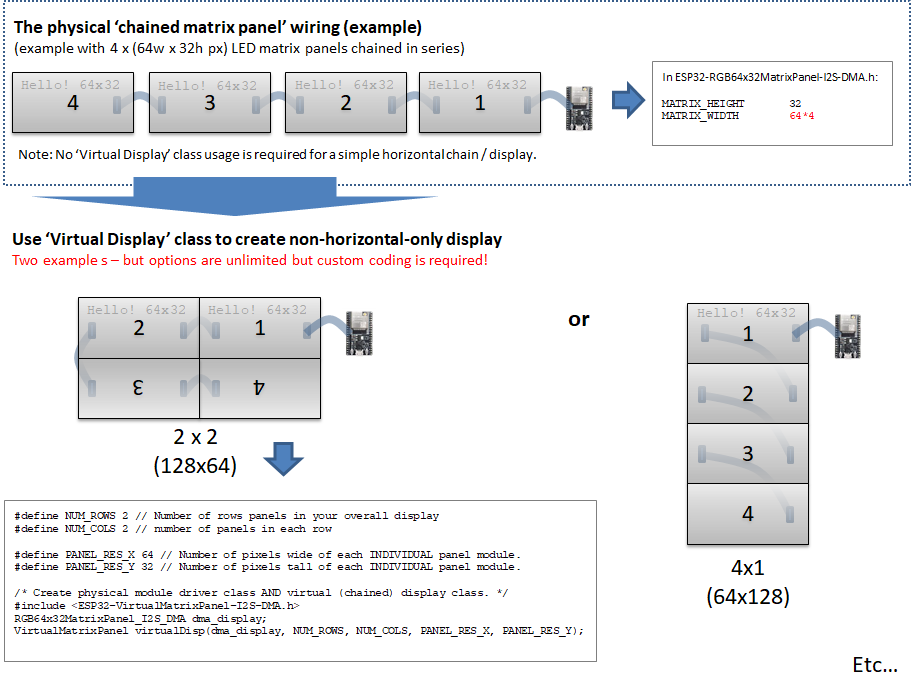 The physical ‘chained matrix panel’ wiring (example)
(example with 4 x (64w x 32h px) LED matrix panels chained in series)
Hello! 64x32
4
Hello! 64x32
3
Hello! 64x32
2
Hello! 64x32
1
In ESP32-RGB64x32MatrixPanel-I2S-DMA.h:
MATRIX_HEIGHT 32
MATRIX_WIDTH 64*4
Note: No ‘Virtual Display’ class usage is required for a simple horizontal chain / display.
Use ‘Virtual Display’ class to create non-horizontal-only display
Two example s – but options are unlimited but custom coding is required!
Hello! 64x32
2
Hello! 64x32
1
3
4
2 x 2
(128x64)
or
Hello! 64x32
1
2
3
4
4x1
(64x128)
#define NUM_ROWS 2 // Number of rows panels in your overall display
#define NUM_COLS 2 // number of panels in each row
#define PANEL_RES_X 64 // Number of pixels wide of each INDIVIDUAL panel module.
#define PANEL_RES_Y 32 // Number of pixels tall of each INDIVIDUAL panel module.
/* Create physical module driver class AND virtual (chained) display class. */
#include <ESP32-VirtualMatrixPanel-I2S-DMA.h>
RGB64x32MatrixPanel_I2S_DMA dma_display;
VirtualMatrixPanel virtualDisp(dma_display, NUM_ROWS, NUM_COLS, PANEL_RES_X, PANEL_RES_Y);
Etc…